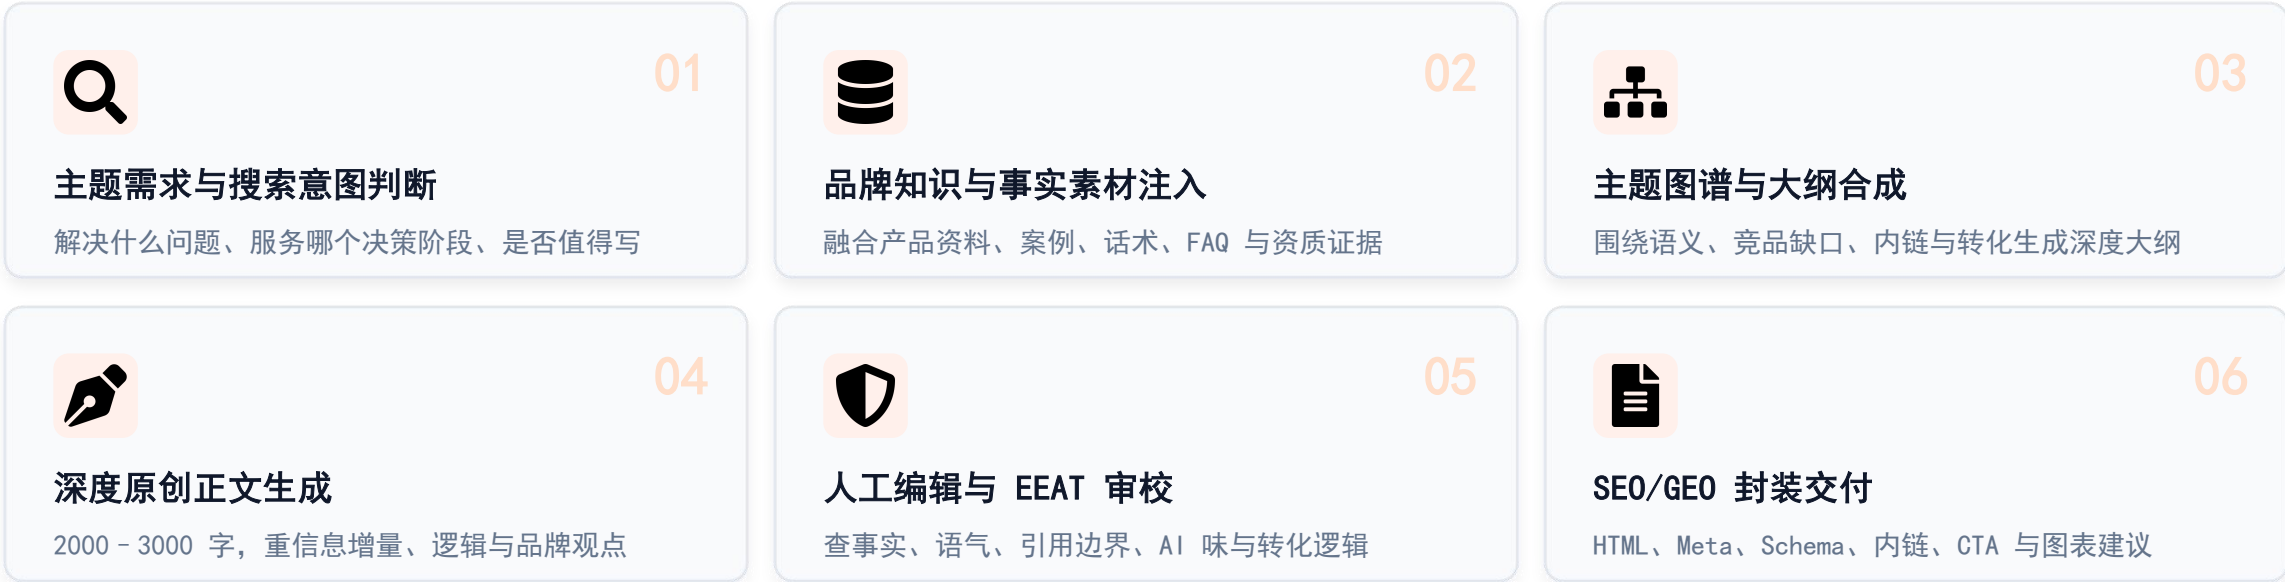 01
主题需求与搜索意图判断
解决什么问题、服务哪个决策阶段、是否值得写
02
品牌知识与事实素材注入
融合产品资料、案例、话术、FAQ 与资质证据
03
主题图谱与大纲合成
围绕语义、竞品缺口、内链与转化生成深度大纲
04
深度原创正文生成
2000–3000 字，重信息增量、逻辑与品牌观点
05
人工编辑与 EEAT 审校
查事实、语气、引用边界、AI 味与转化逻辑
06
SEO/GEO 封装交付
HTML、Meta、Schema、内链、CTA 与图表建议